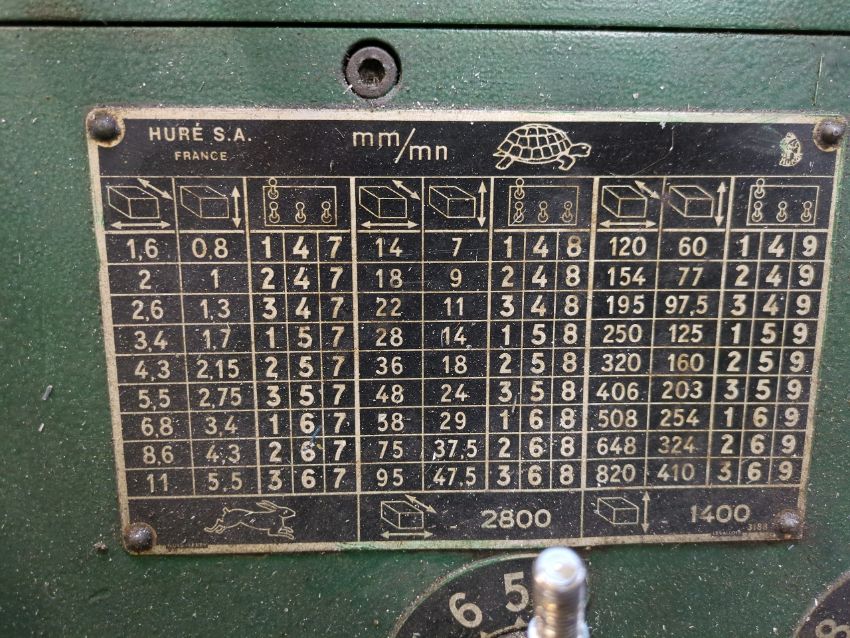 HURÉ S.A. mm/mn
FRANCE
1,6 0,8 1 4 7 14 7 1 4 8 120 60 1 4 9
2 1 2 4 7 18 9 2 4 8 154 77 2 4 9
2,6 1,3 3 4 7 22 11 3 4 8 195 97,5 3 4 9
3,4 1,7 1 5 7 28 14 1 5 8 250 125 1 5 9
4,3 2,15 2 5 7 36 18 2 5 8 320 160 2 5 9
5,5 2,75 3 5 7 48 24 3 5 8 406 203 3 5 9
6,8 3,4 1 6 7 58 29 1 6 8 508 254 1 6 9
8,6 4,3 2 6 7 75 37,5 2 6 8 648 324 2 6 9
11 5,5 3 6 7 95 47,5 3 6 8 820 410 3 6 9
2800 1400
3188
6 5
8